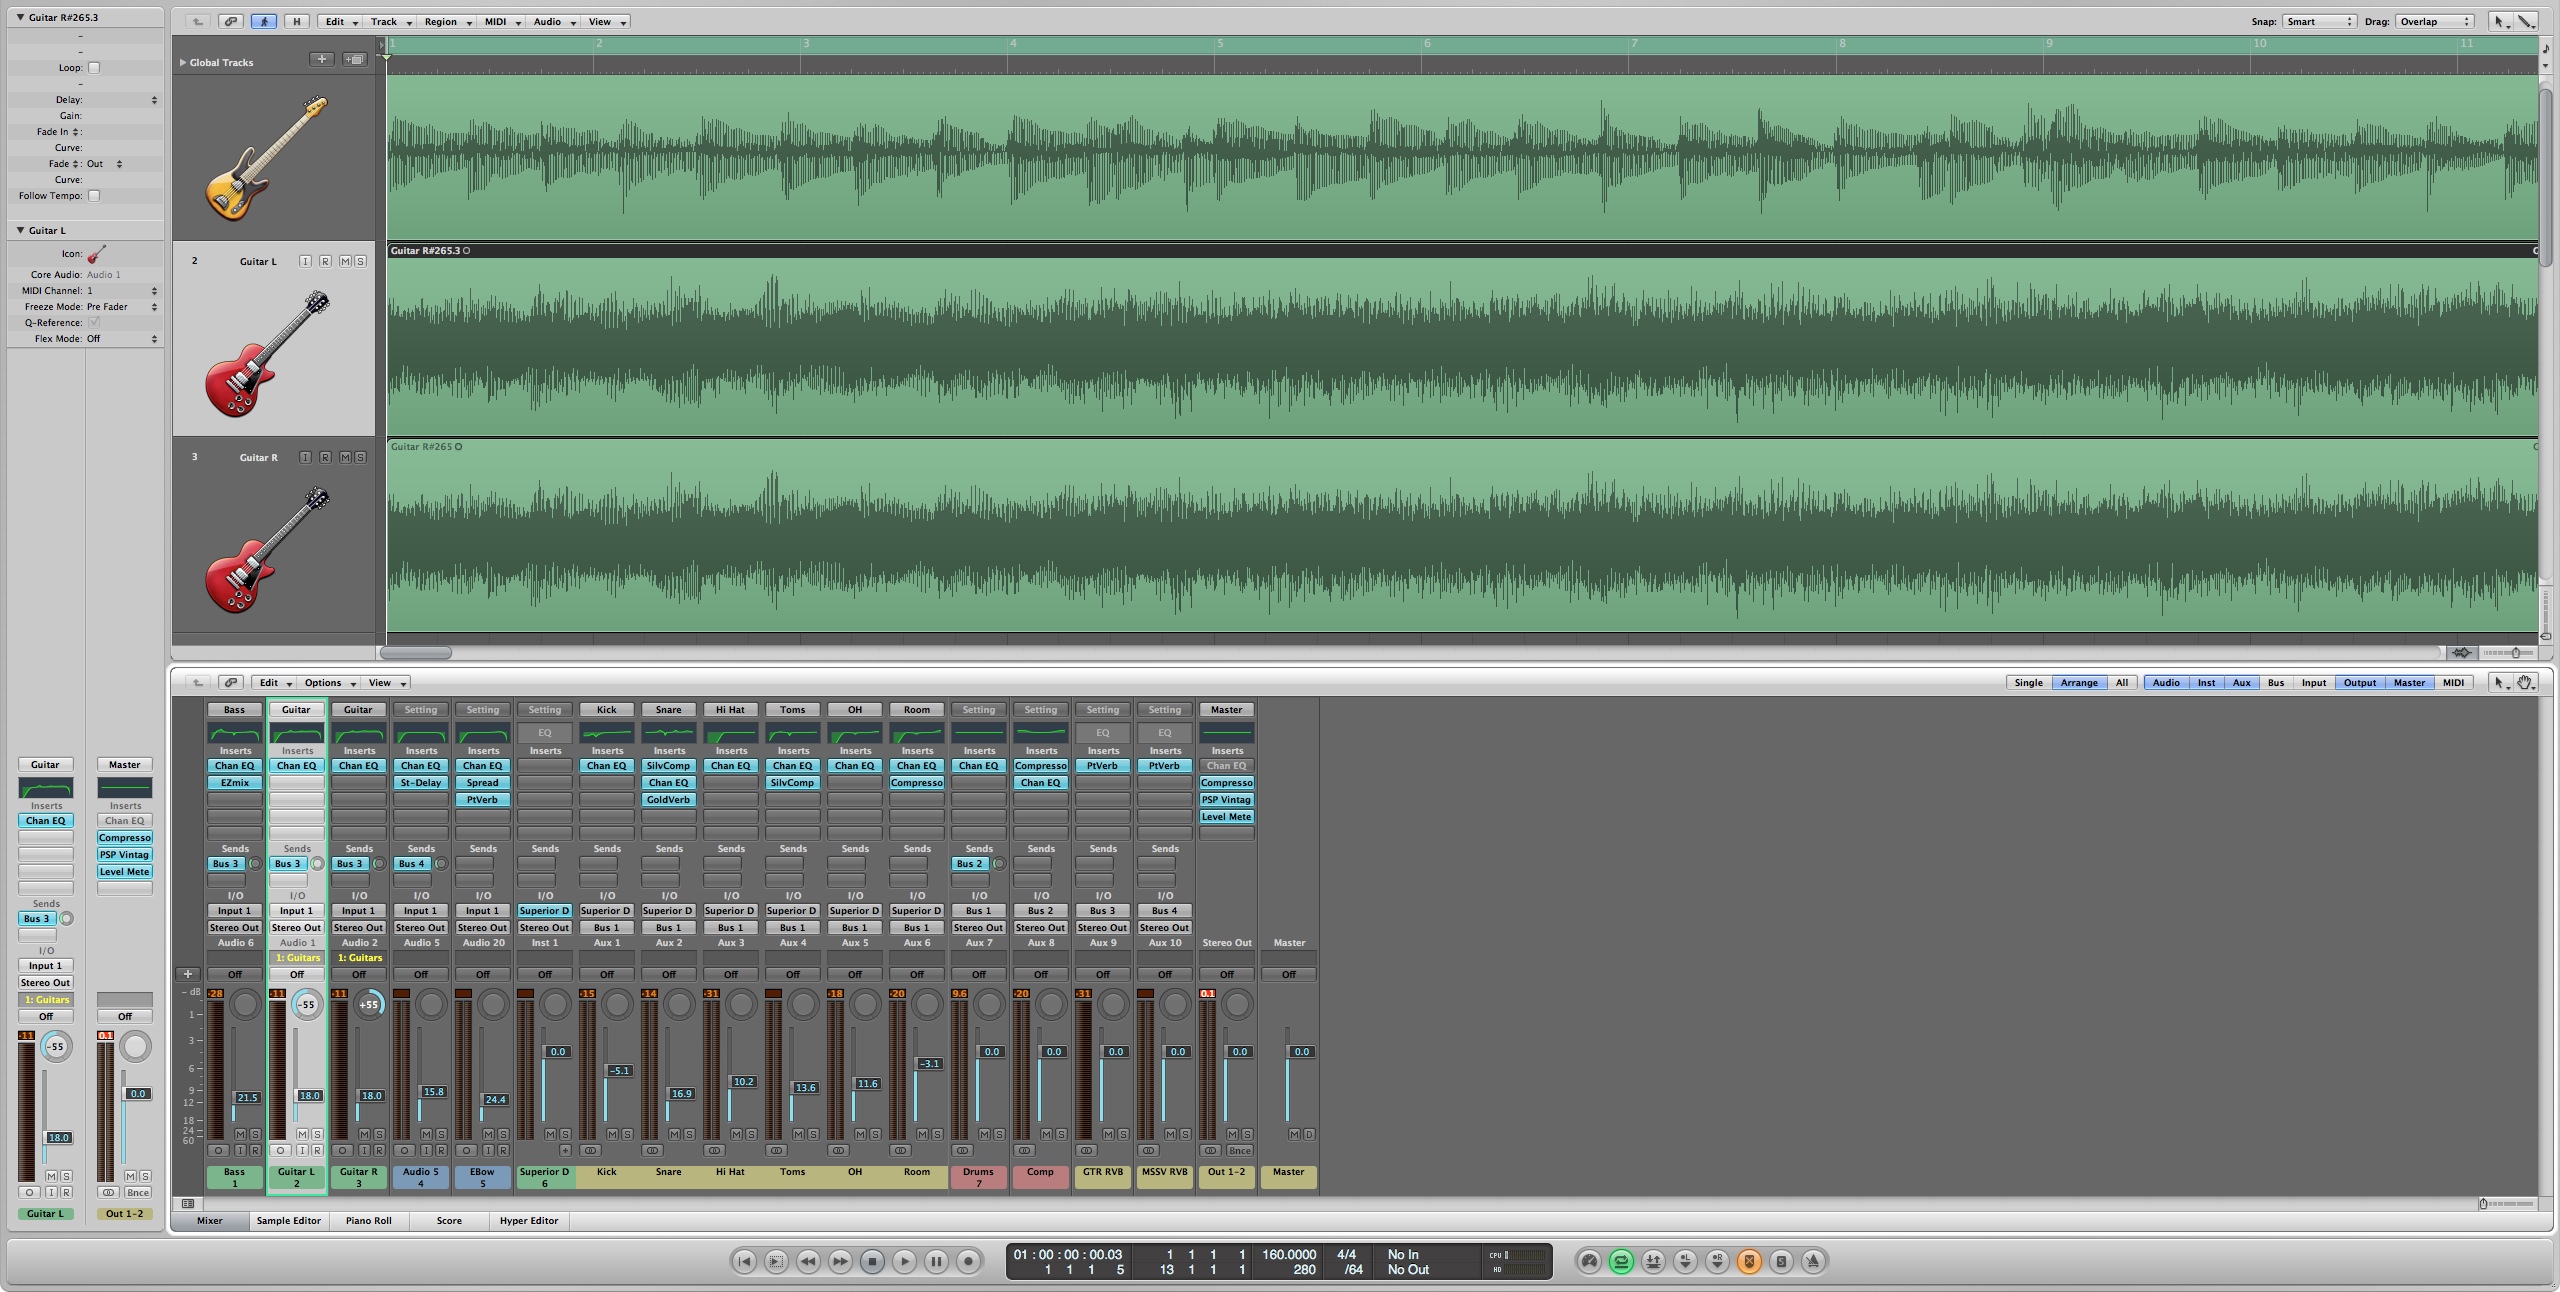 Guitar R#265.3
Edit Track Region MIDI Audio View
Snap: Smart Drag: Overlap
Loop:
Delay:
Gain:
Fade In :
Curve:
Fade : Out
Curve:
Follow Tempo:
Guitar L
Icon:
Core Audio: Audio 1
MIDI Channel: 1
Freeze Mode: Pre Fader
Q-Reference:
Flex Mode: Off
Global Tracks
1 2 3 4 5 6 7 8 9 10 11
2 Guitar L I R M S
Guitar R#265.3
3 Guitar R I R M S
Guitar R#265
Edit Options View
Single Arrange All Audio Inst Aux Bus Input Output Master MIDI
Bass Guitar Guitar Setting Setting Setting Kick Snare Hi Hat Toms OH Room Setting Setting Setting Setting Master
EQ EQ EQ
Inserts Inserts Inserts Inserts Inserts Inserts Inserts Inserts Inserts Inserts Inserts Inserts Inserts Inserts Inserts Inserts Inserts
Chan EQ Chan EQ Chan EQ Chan EQ Chan EQ Chan EQ SilvComp Chan EQ Chan EQ Chan EQ Chan EQ Chan EQ Compresso PtVerb PtVerb Chan EQ
EZmix St-Delay Spread Chan EQ SilvComp Compresso Chan EQ Compresso
PtVerb GoldVerb PSP Vintag
Level Mete
Sends Sends Sends Sends Sends Sends Sends Sends Sends Sends Sends Sends Sends Sends Sends Sends
Bus 3 Bus 3 Bus 3 Bus 4 Bus 2
I/O I/O I/O I/O I/O I/O I/O I/O I/O I/O I/O I/O I/O I/O I/O I/O
Input 1 Input 1 Input 1 Input 1 Input 1 Superior D Superior D Superior D Superior D Superior D Superior D Superior D Bus 1 Bus 2 Bus 3 Bus 4
Stereo Out Stereo Out Stereo Out Stereo Out Stereo Out Stereo Out Bus 1 Bus 1 Bus 1 Bus 1 Bus 1 Bus 1 Stereo Out Stereo Out Stereo Out Stereo Out
Audio 6 Audio 1 Audio 2 Audio 5 Audio 20 Inst 1 Aux 1 Aux 2 Aux 3 Aux 4 Aux 5 Aux 6 Aux 7 Aux 8 Aux 9 Aux 10 Stereo Out Master
1: Guitars 1: Guitars
Off Off Off Off Off Off Off Off Off Off Off Off Off Off Off Off Off Off
dB -28 -11 -55 -11 +55 -15 -14 -31 -18 -20 9.6 -20 -31 0.1
1
3
6
9
12
18
24
60
21.5 18.0 18.0 15.8 24.4 0.0 -5.1 16.9 10.2 13.6 11.6 -3.1 0.0 0.0 0.0 0.0 0.0 0.0
M S M S M S M S M S M S M S M S M S M S M S M S M S M S M S M S M S M D
I R I R I R I R I R Bnce
Bass Guitar L Guitar R Audio 5 EBow Superior D Kick Snare Hi Hat Toms OH Room Drums Comp GTR RVB MSSV RVB Out 1-2 Master
1 2 3 4 5 6 7
Guitar Master
Inserts Inserts
Chan EQ Chan EQ
Compresso
PSP Vintag
Level Mete
Sends
Bus 3
I/O
Input 1
Stereo Out
1: Guitars
Off Off
-11 -55 0.1
18.0 0.0
M S M S
I R Bnce
Guitar L Out 1-2
Mixer Sample Editor Piano Roll Score Hyper Editor
01 : 00 : 00 : 00.03 1 1 1 1 160.0000 4/4 No In CPU
1 1 1 5 13 1 1 1 280 /64 No Out HD